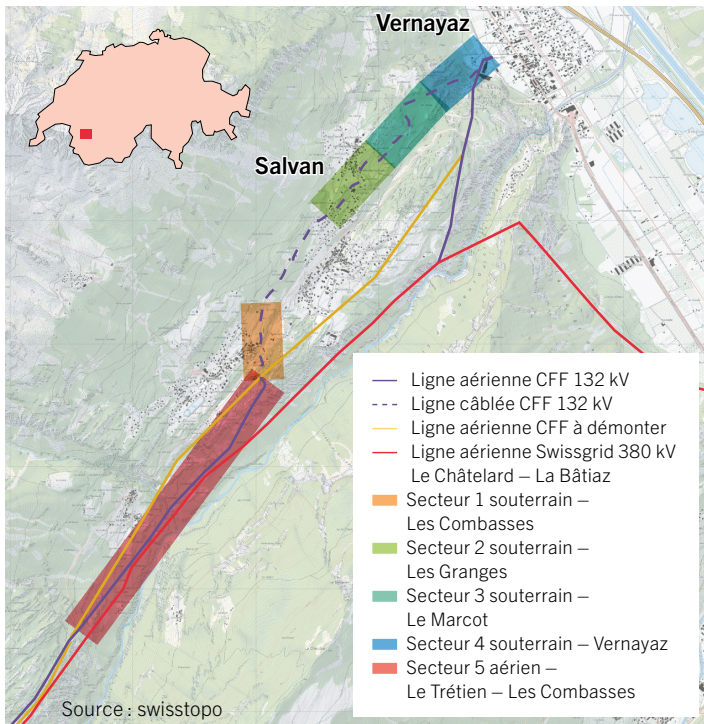 Vernayaz
Salvan
Ligne aérienne CFF 132 kV
Ligne câblée CFF 132 kV
Ligne aérienne CFF à démonter
Ligne aérienne Swissgrid 380 kV
Le Châtelard – La Bâtiaz
Secteur 1 souterrain –
Les Combasses
Secteur 2 souterrain –
Les Granges
Secteur 3 souterrain –
Le Marcot
Secteur 4 souterrain – Vernayaz
Secteur 5 aérien –
Le Trétien – Les Combasses
Source : swisstopo